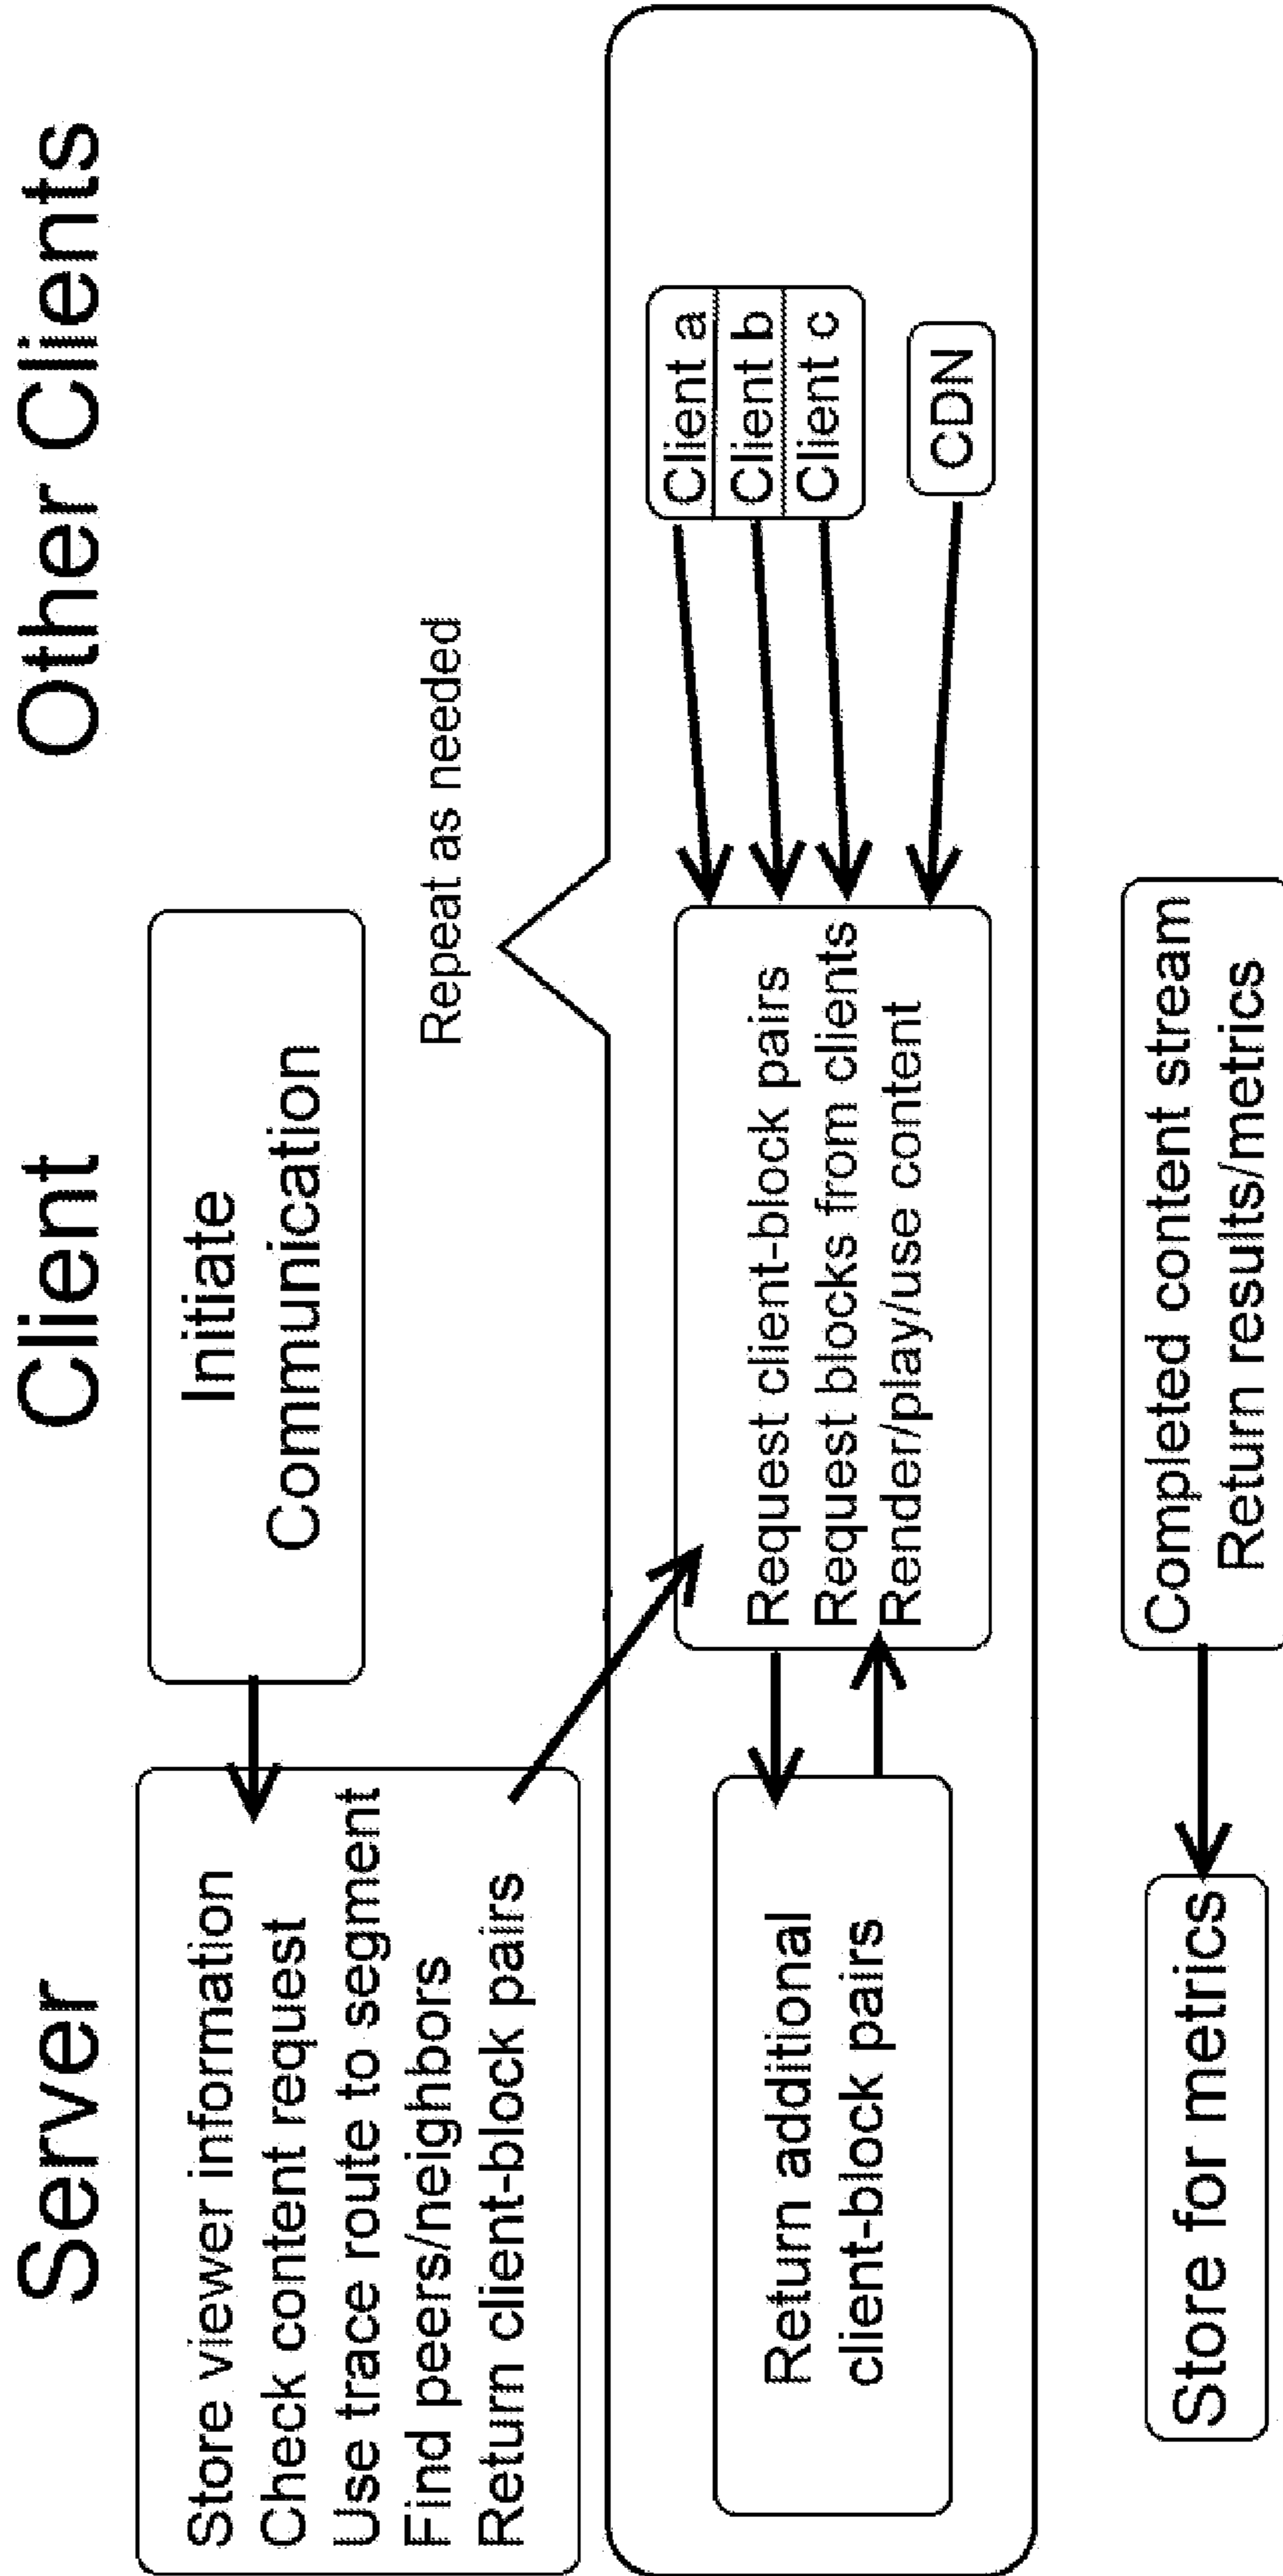 Server
Client
Other Clients
Store viewer information
Check content request
Use trace route to segment
Find peers/neighbors
Return client-block pairs
Initiate
Communication
Repeat as needed
Return additional
client-block pairs
Request client-block pairs
Request blocks from clients
Render/play/use content
Client a
Client b
Client c
CDN
Store for metrics
Completed content stream
Return results/metrics